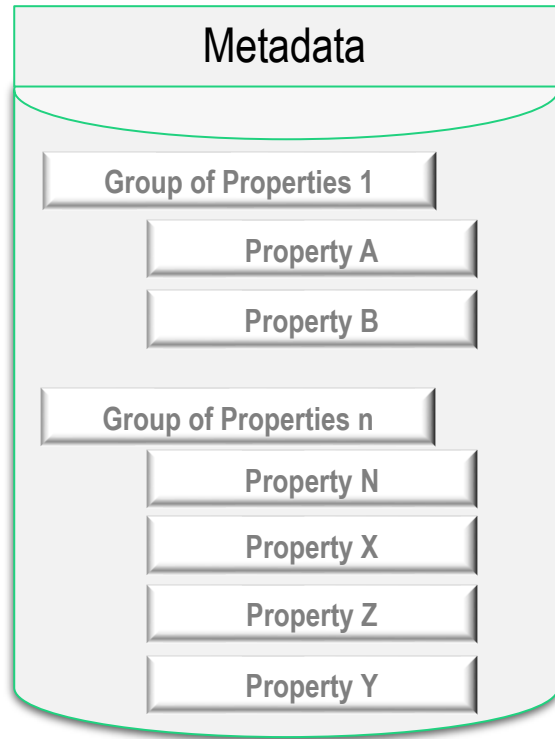 Metadata
Group of Properties 1
Property A
Property B
Group of Properties n
Property N
Property X
Property Z
Property Y